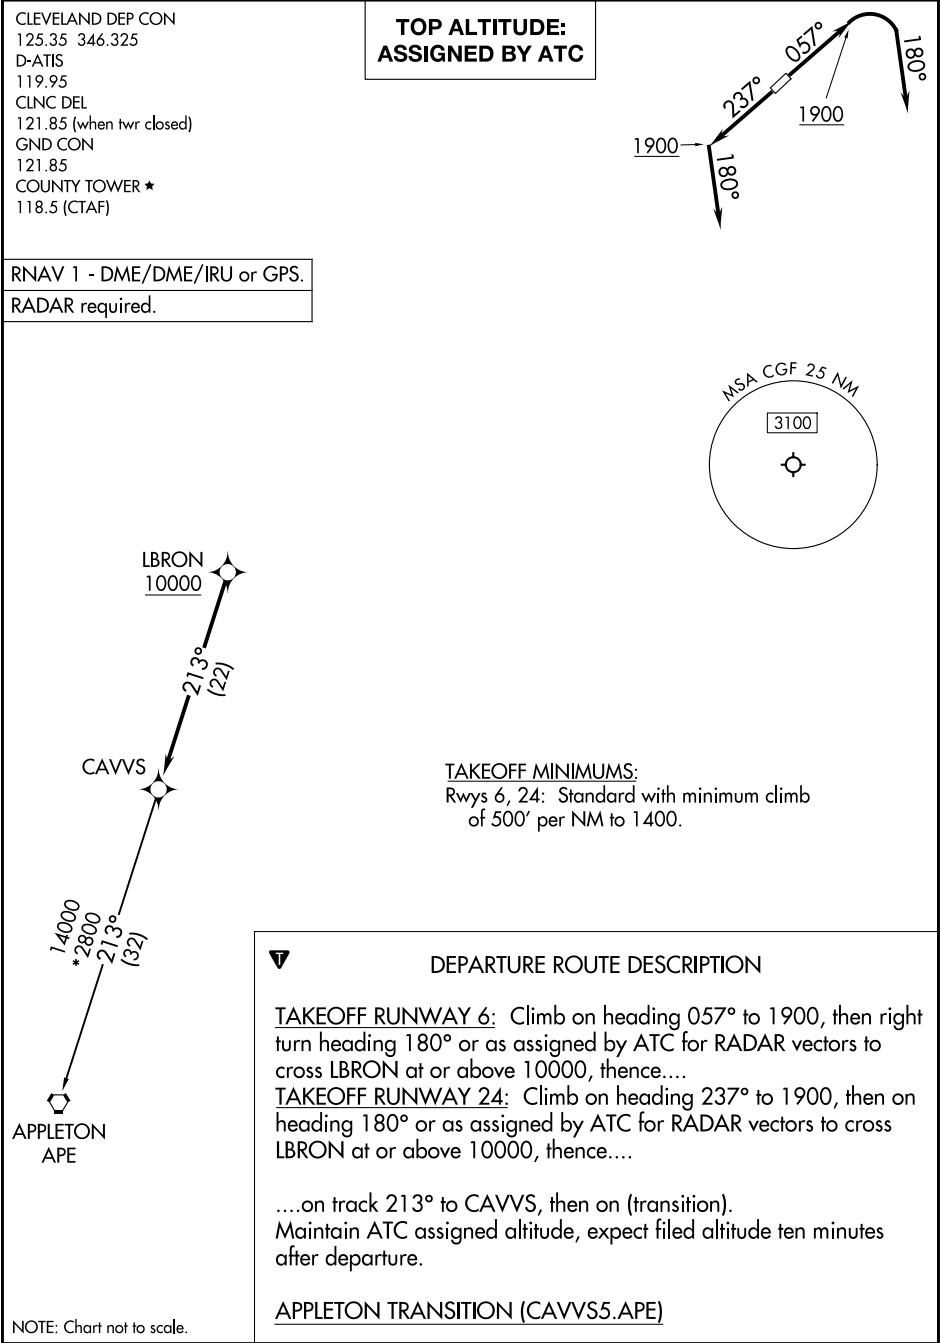 CLEVELAND DEP CON
125.35 346.325
D-ATIS
119.95
CLNC DEL
121.85 (when twr closed)
GND CON
121.85
COUNTY TOWER ★
118.5 (CTAF)
TOP ALTITUDE:
ASSIGNED BY ATC
057°
180°
237°
1900
1900
180°
RNAV 1 - DME/DME/IRU or GPS.
RADAR required.
MSA CGF 25 NM
3100
LBRON
10000
213°
(22)
CAVVS
TAKEOFF MINIMUMS:
Rwys 6, 24: Standard with minimum climb
of 500' per NM to 1400.
14000
*2800
213°
(32)
APPLETON
APE
T
DEPARTURE ROUTE DESCRIPTION
TAKEOFF RUNWAY 6: Climb on heading 057° to 1900, then right
turn heading 180° or as assigned by ATC for RADAR vectors to
cross LBRON at or above 10000, thence....
TAKEOFF RUNWAY 24: Climb on heading 237° to 1900, then on
heading 180° or as assigned by ATC for RADAR vectors to cross
LBRON at or above 10000, thence....
....on track 213° to CAVVS, then on (transition).
Maintain ATC assigned altitude, expect filed altitude ten minutes
after departure.
APPLETON TRANSITION (CAVVS5.APE)
NOTE: Chart not to scale.